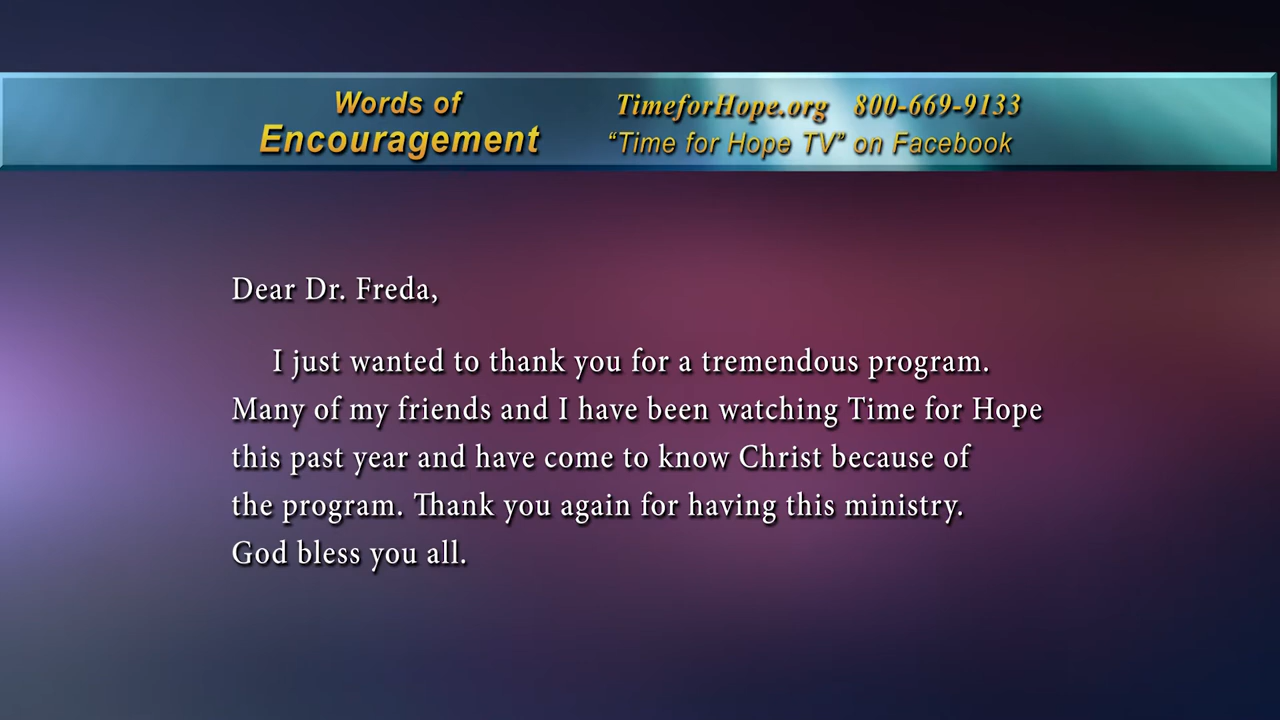 Words of
Encouragement
TimeforHope.org 800-669-9133
“Time for Hope TV” on Facebook
Dear Dr. Freda,
I just wanted to thank you for a tremendous program.
Many of my friends and I have been watching Time for Hope
this past year and have come to know Christ because of
the program. Thank you again for having this ministry.
God bless you all.